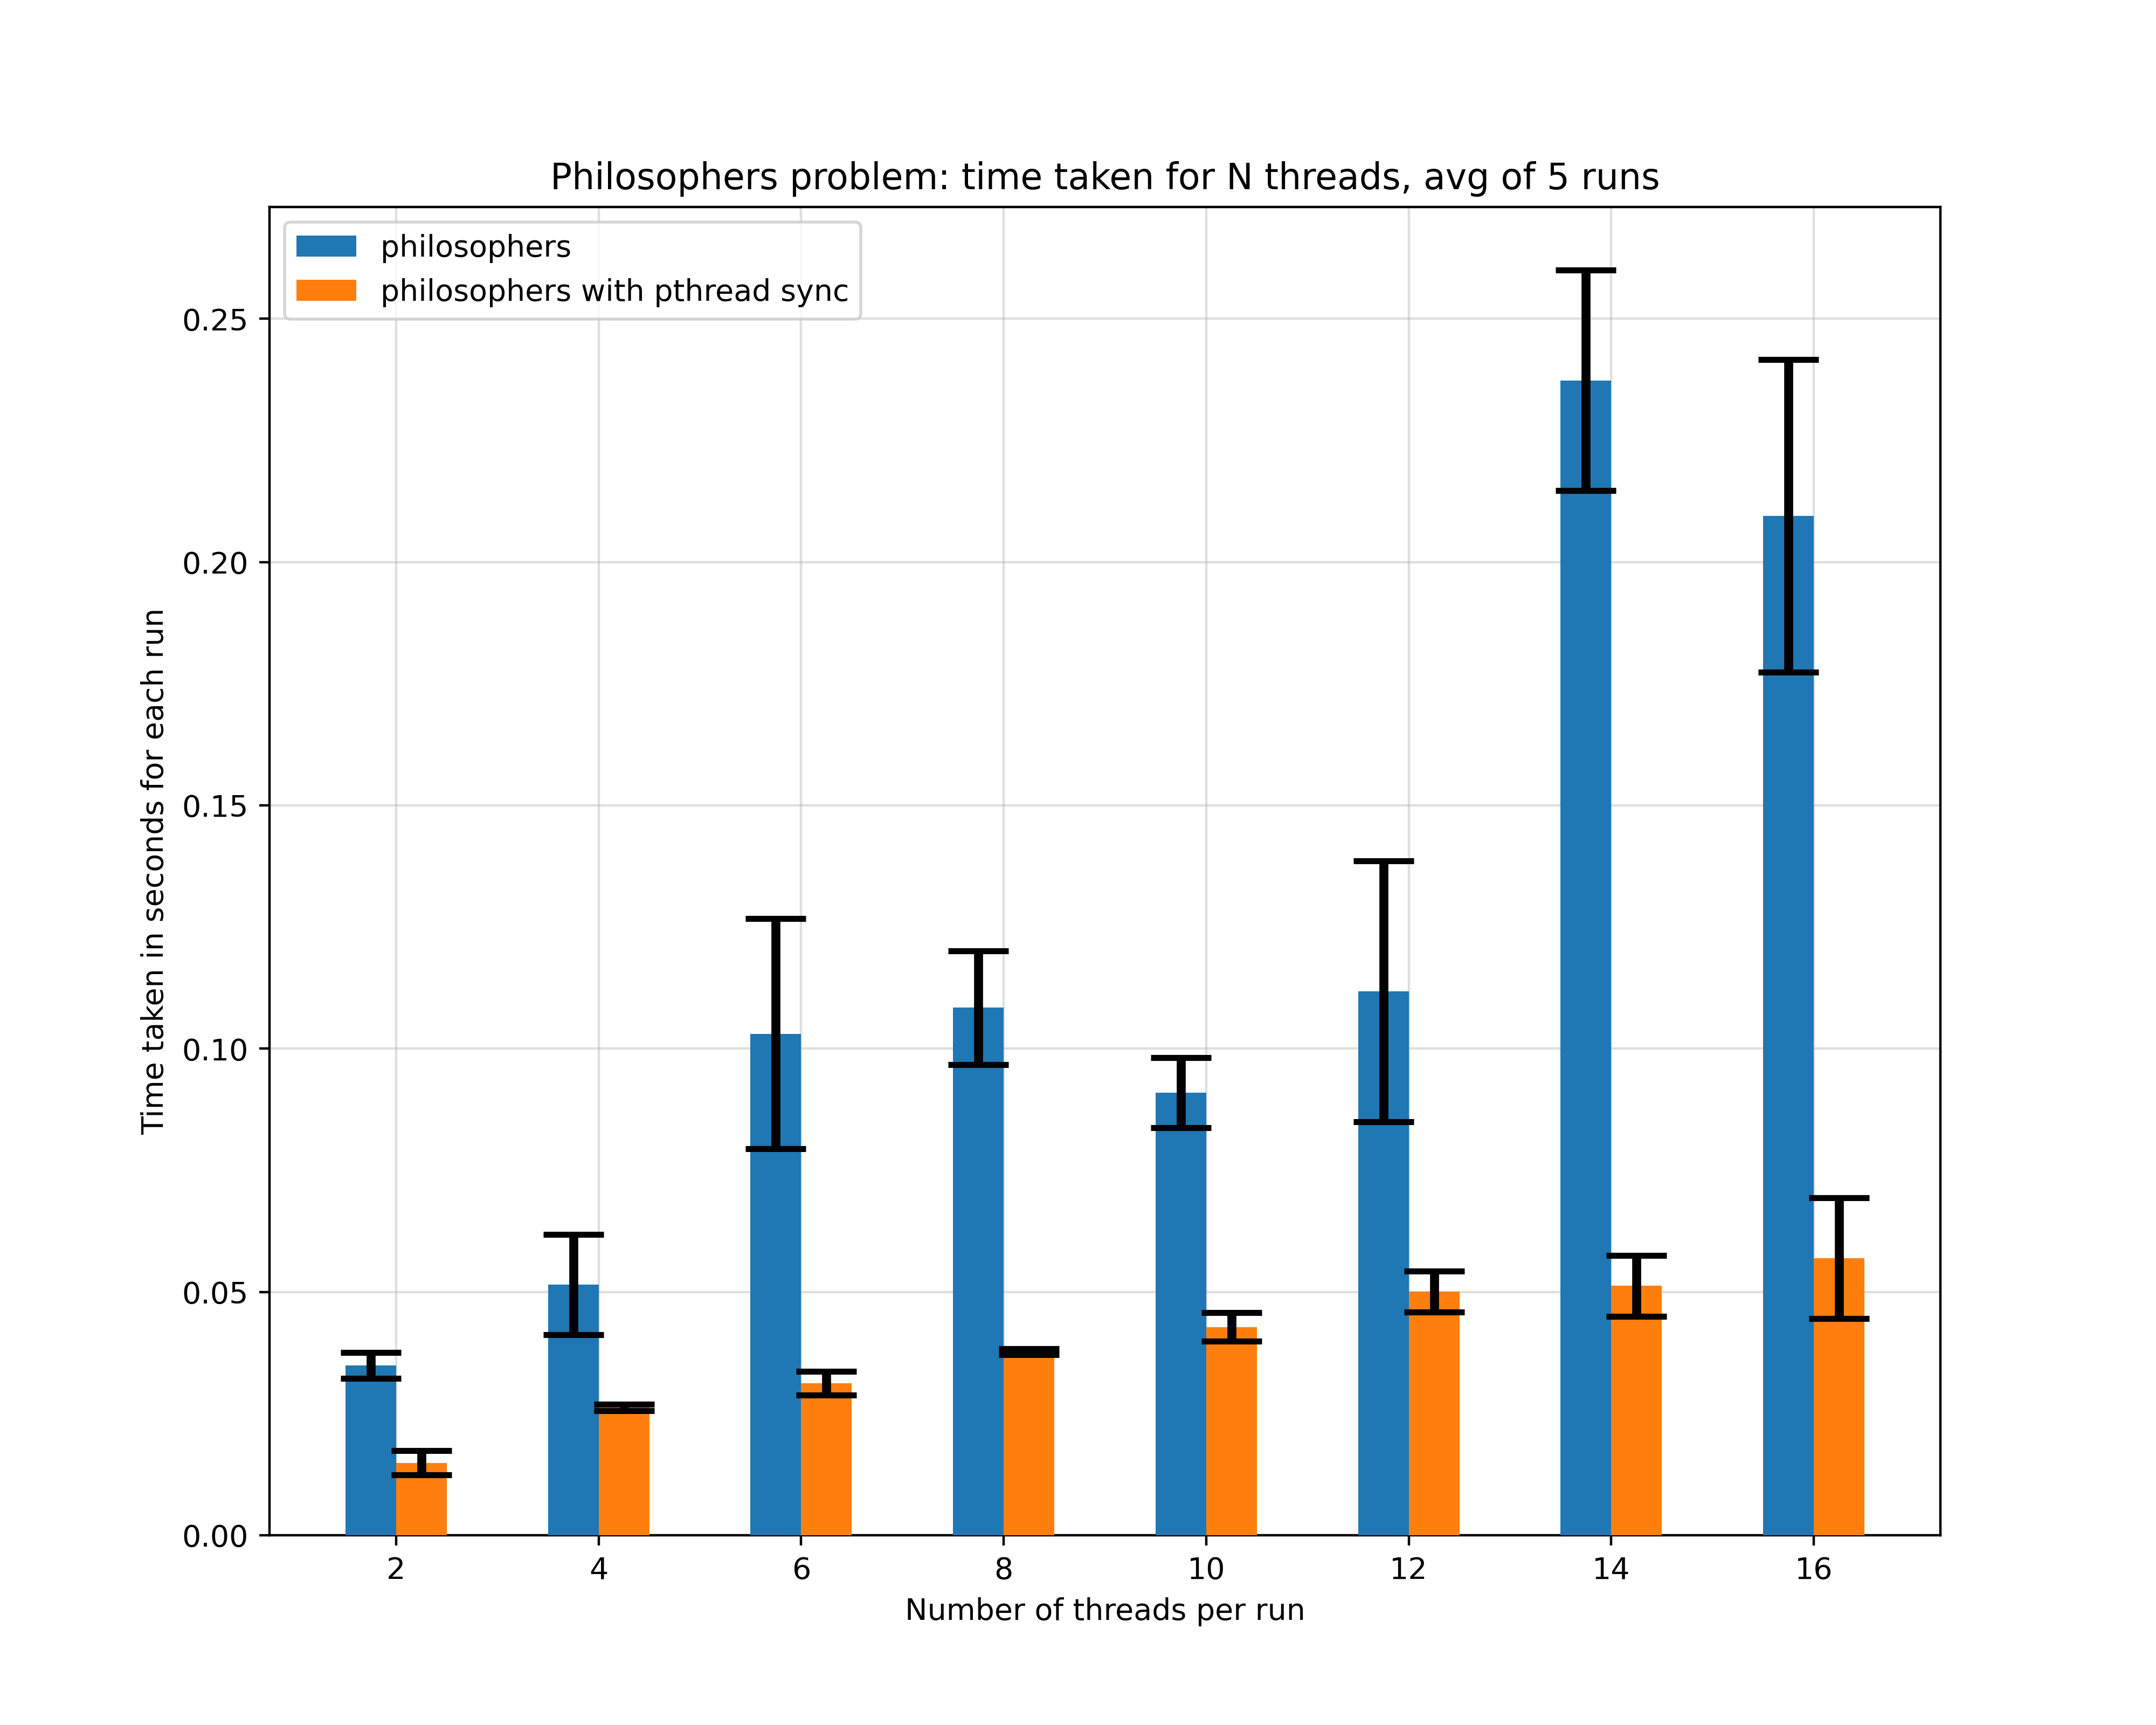 Philosophers problem: time taken for N threads, avg of 5 runs
philosophers
philosophers with pthread sync
Time taken in seconds for each run
0.25
0.20
0.15
0.10
0.05
0.00
2 4 6 8 10 12 14 16
Number of threads per run